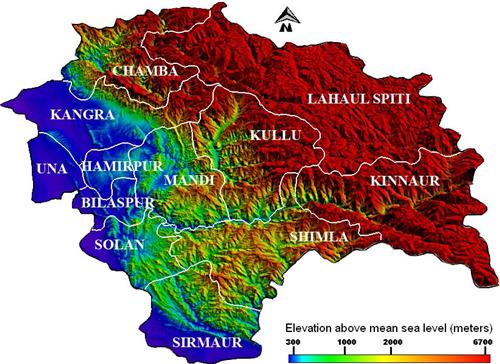 N
CHAMBA
LAHAUL SPITI
KANGRA
KULLU
UNA
HAMIRPUR
MANDI
KINNAUR
BILASPUR
SOLAN
SHIMLA
SIRMAUR
Elevation above mean sea level (meters)
300 1000 2000 6700